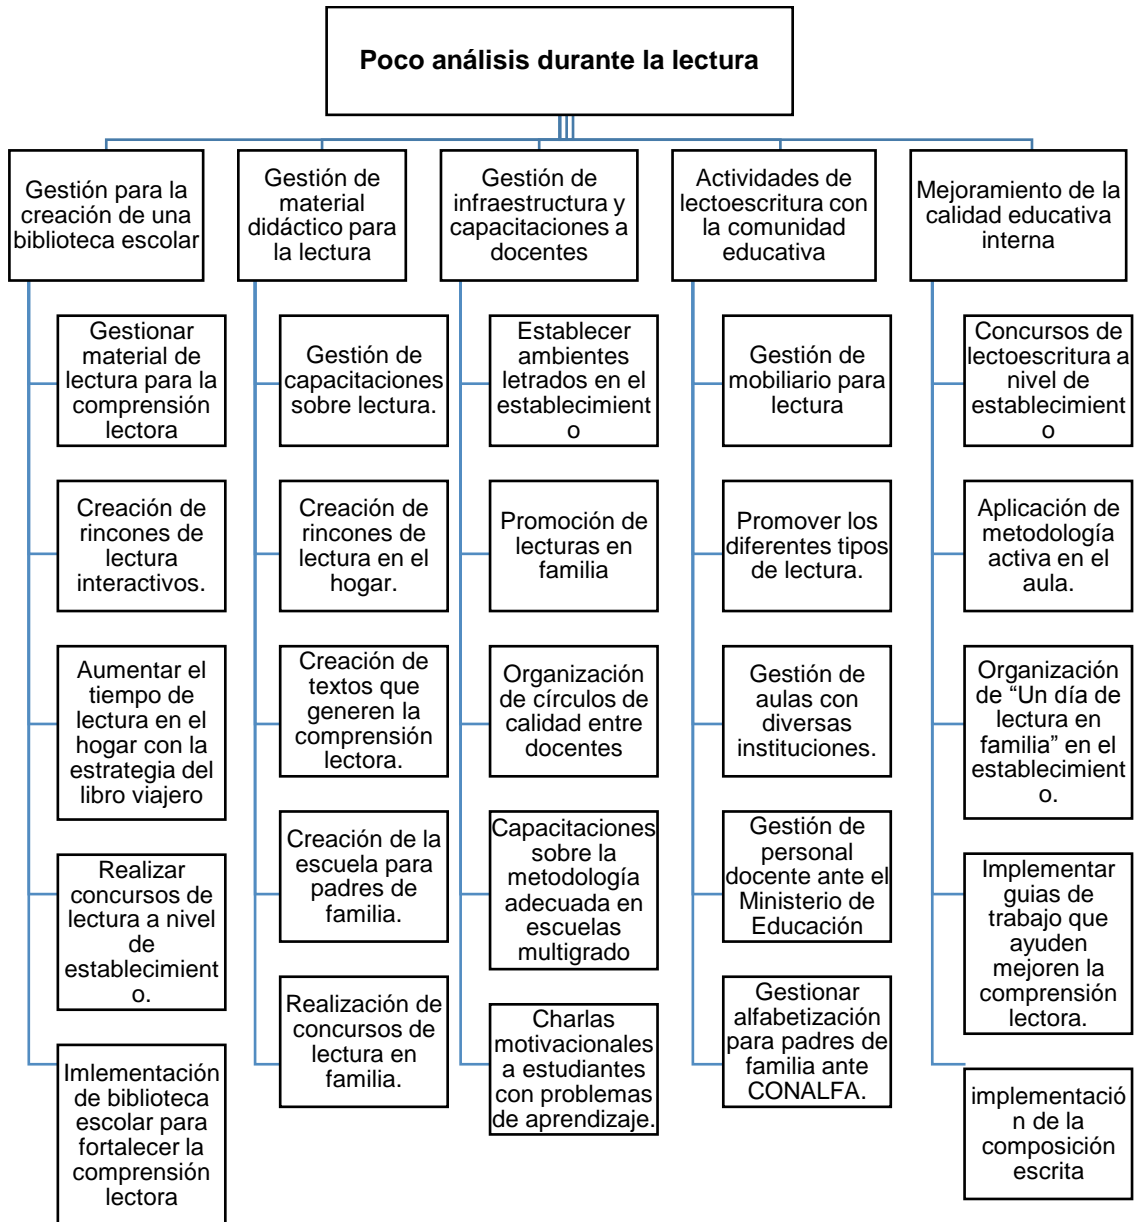 Poco análisis durante la lectura
Gestión para la
creación de una
biblioteca escolar
Gestionar
material de
lectura para la
comprensión
lectora
Creación de
rincones de
lectura
interactivos.
Aumentar el
tiempo de
lectura en el
hogar con la
estrategia del
libro viajero
Realizar
concursos de
lectura a nivel
de
establecimient
o.
Imlementación
de biblioteca
escolar para
fortalecer la
comprensión
lectora
Gestión de
material
didáctico para
la lectura
Gestión de
capacitaciones
sobre lectura.
Creación de
rincones de
lectura en el
hogar.
Creación de
textos que
generen la
comprensión
lectora.
Creación de la
escuela para
padres de
familia.
Realización de
concursos de
lectura en
familia.
Gestión de
infraestructura y
capacitaciones a
docentes
Establecer
ambientes
letrados en el
establecimient
o
Promoción de
lecturas en
familia
Organización
de círculos de
calidad entre
docentes
Capacitaciones
sobre la
metodología
adecuada en
escuelas
multigrado
Charlas
motivacionales
a estudiantes
con problemas
de aprendizaje.
Actividades de
lectoescritura con
la comunidad
educativa
Gestión de
mobiliario para
lectura
Promover los
diferentes tipos
de lectura.
Gestión de
aulas con
diversas
instituciones.
Gestión de
personal
docente ante el
Ministerio de
Educación
Gestionar
alfabetización
para padres de
familia ante
CONALFA.
Mejoramiento de la
calidad educativa
interna
Concursos de
lectoescritura a
nivel de
establecimient
o
Aplicación de
metodología
activa en el
aula.
Organización
de “Un día de
lectura en
familia” en el
establecimient
o.
Implementar
guias de
trabajo que
ayuden
mejoren la
comprensión
lectora.
implementació
n de la
composición
escrita